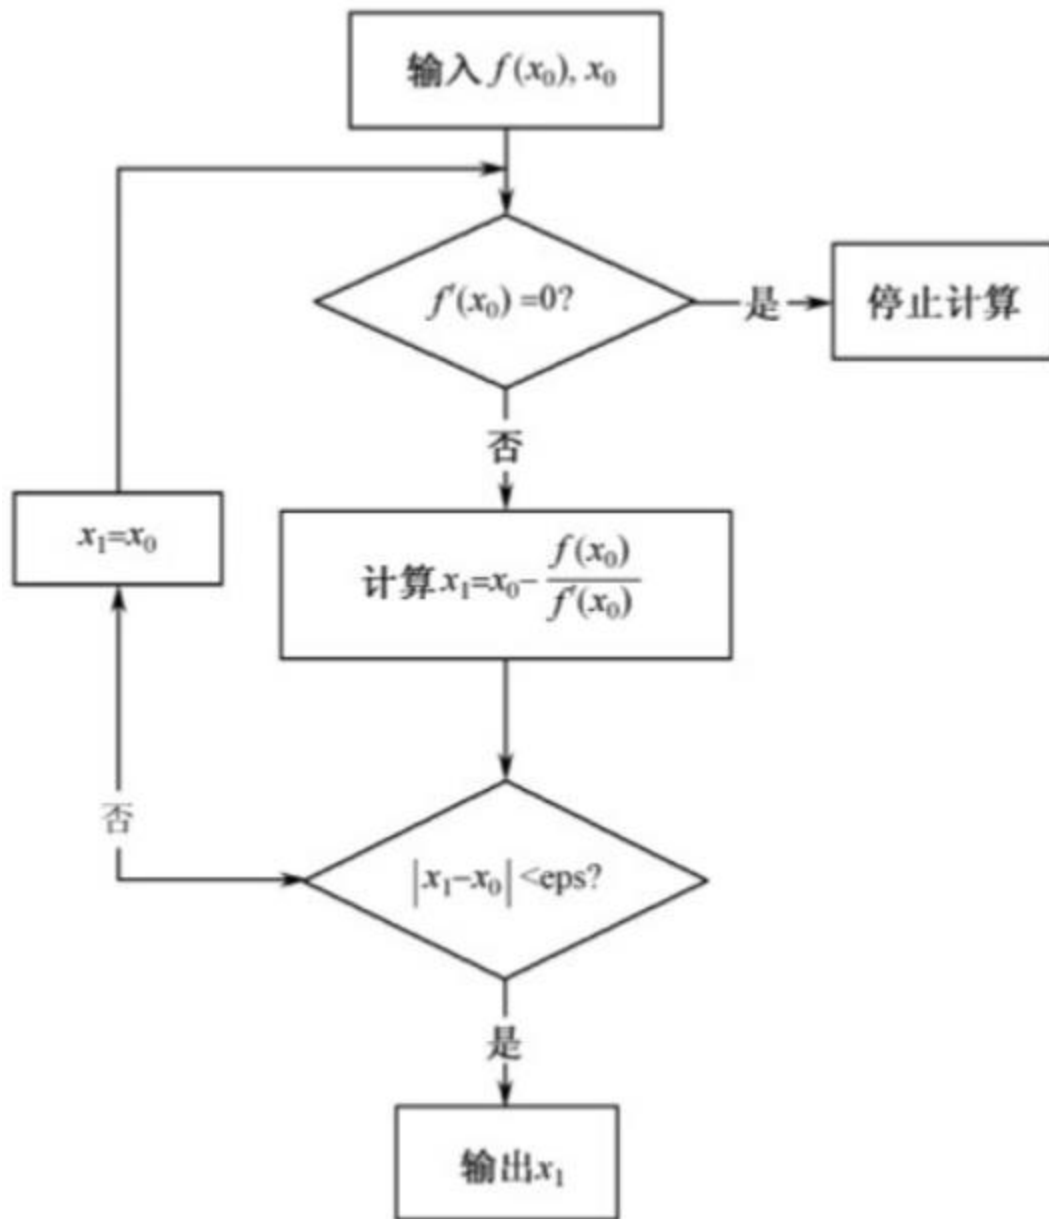 输入 f(x₀), x₀
f′(x₀) =0?
是
停止计算
否
x₁=x₀
计算 x₁=x₀− f(x₀)/f′(x₀)
否
|x₁−x₀| <eps?
是
输出x₁